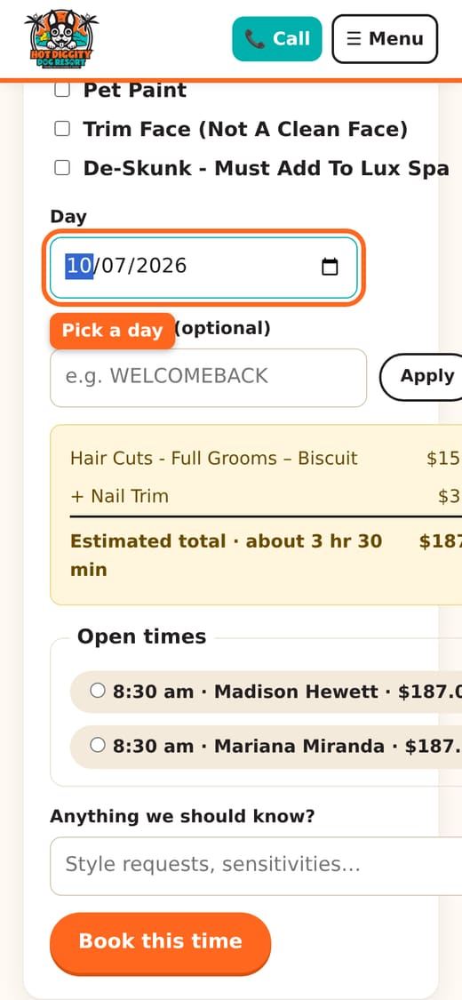 HOT DIGGITY
DOG RESORT
📞 Call
☰ Menu
Pet Paint
Trim Face (Not A Clean Face)
De-Skunk - Must Add To Lux Spa
Day
10/07/2026
Pick a day (optional)
e.g. WELCOMEBACK
Apply
Hair Cuts - Full Grooms – Biscuit $15
+ Nail Trim $3
Estimated total · about 3 hr 30 $187
min
Open times
8:30 am · Madison Hewett · $187.0
8:30 am · Mariana Miranda · $187.
Anything we should know?
Style requests, sensitivities...
Book this time